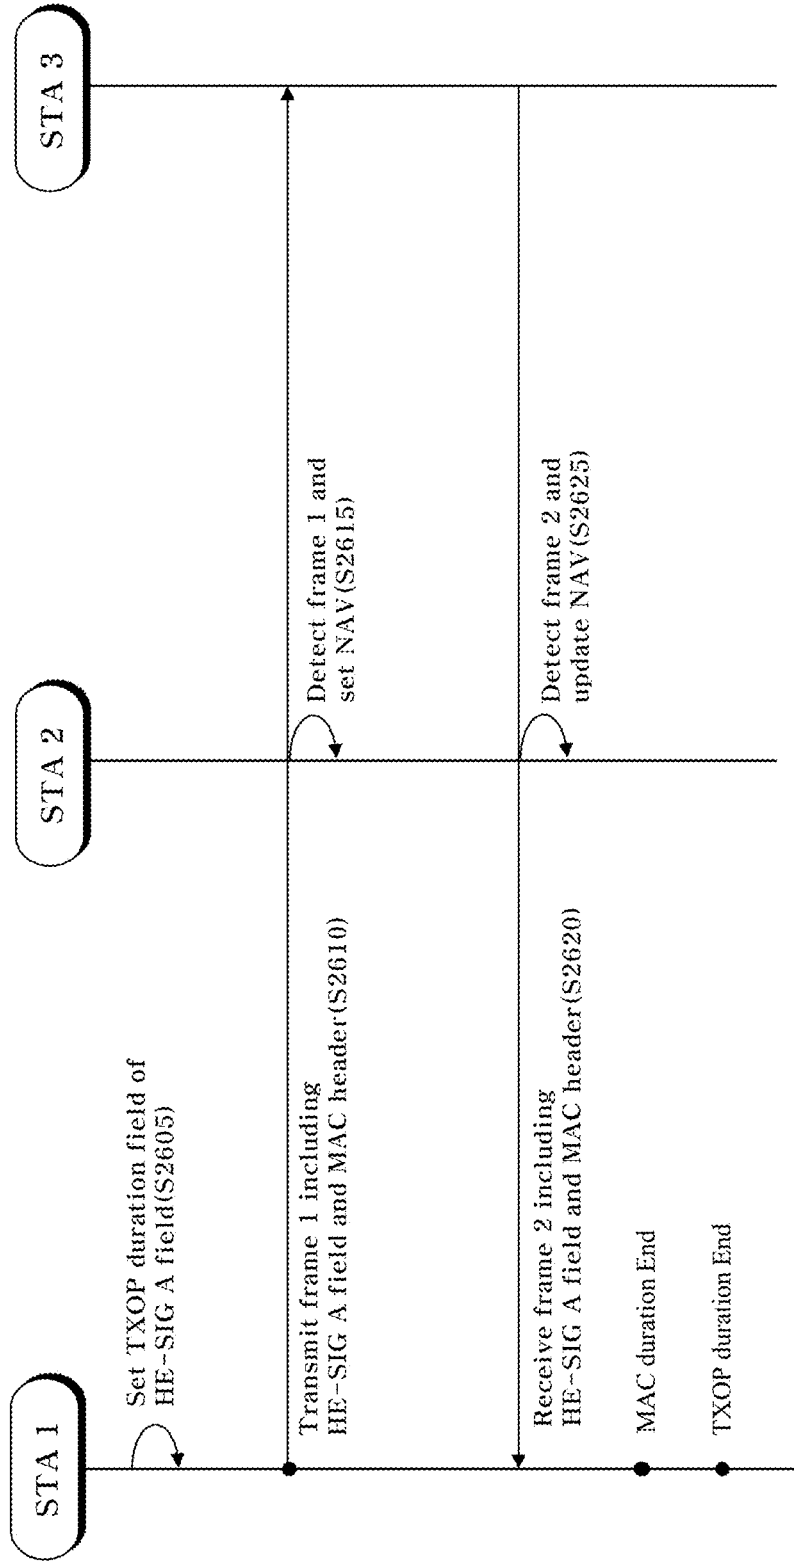 STA 1
STA 2
STA 3
Set TXOP duration field of
HE-SIG A field(S2605)
Transmit frame 1 including
HE-SIG A field and MAC header(S2610)
Detect frame 1 and
set NAV(S2615)
Receive frame 2 including
HE-SIG A field and MAC header(S2620)
Detect frame 2 and
update NAV(S2625)
MAC duration End
TXOP duration End